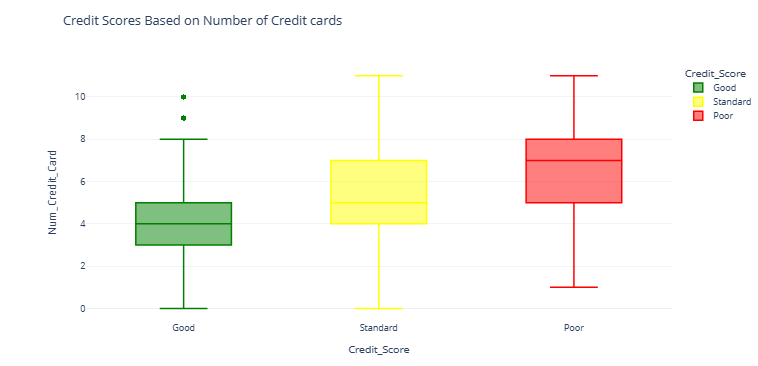 Credit Scores Based on Number of Credit cards
Credit_Score
Good
Standard
Poor
Num_Credit_Card
10
8
6
4
2
0
Good
Standard
Poor
Credit_Score